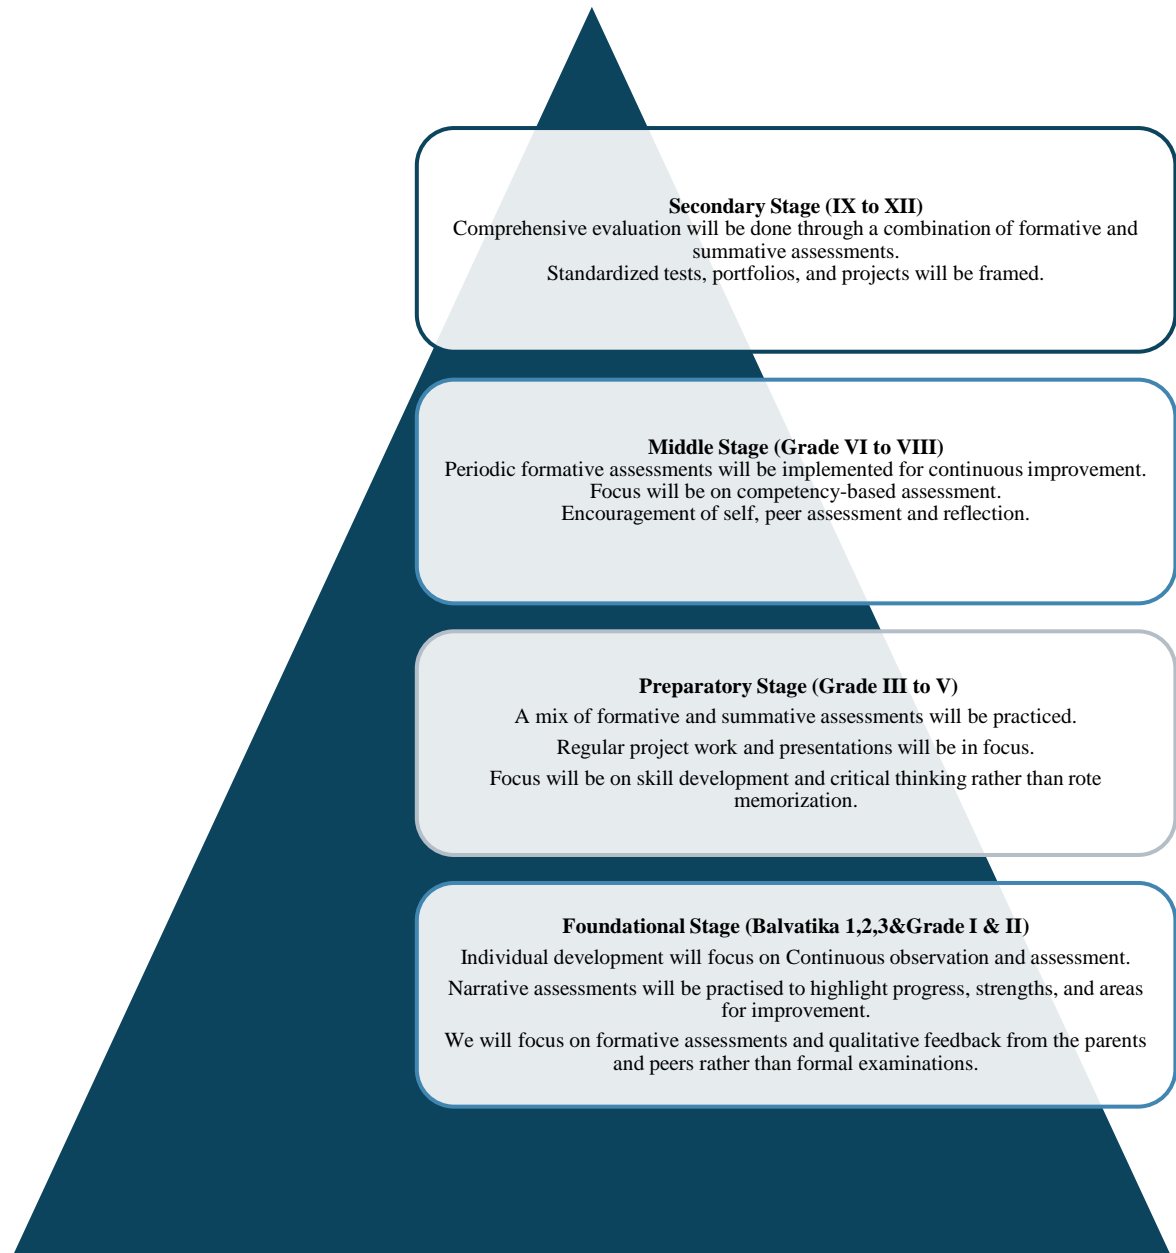 Secondary Stage (IX to XII)
Comprehensive evaluation will be done through a combination of formative and
summative assessments.
Standardized tests, portfolios, and projects will be framed.
Middle Stage (Grade VI to VIII)
Periodic formative assessments will be implemented for continuous improvement.
Focus will be on competency-based assessment.
Encouragement of self, peer assessment and reflection.
Preparatory Stage (Grade III to V)
A mix of formative and summative assessments will be practiced.
Regular project work and presentations will be in focus.
Focus will be on skill development and critical thinking rather than rote
memorization.
Foundational Stage (Balvatika 1,2,3&Grade I & II)
Individual development will focus on Continuous observation and assessment.
Narrative assessments will be practised to highlight progress, strengths, and areas
for improvement.
We will focus on formative assessments and qualitative feedback from the parents
and peers rather than formal examinations.